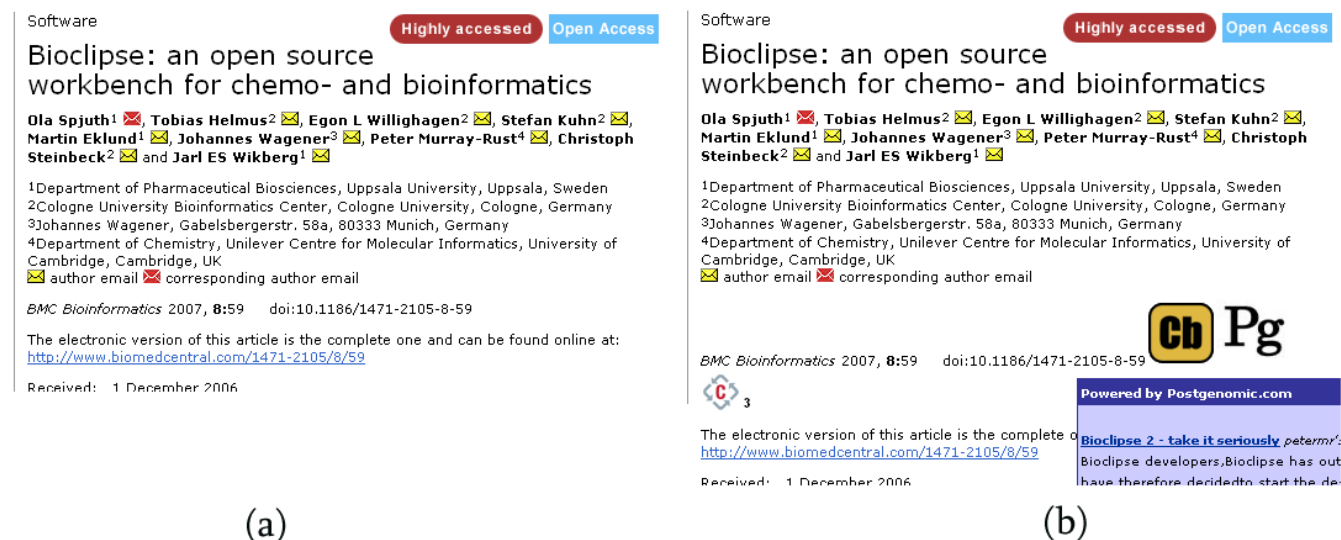 Software
Highly accessed Open Access
Bioclipse: an open source
workbench for chemo- and bioinformatics
Ola Spjuth1, Tobias Helmus2, Egon L Willighagen2, Stefan Kuhn2,
Martin Eklund1, Johannes Wagener3, Peter Murray-Rust4, Christoph
Steinbeck2 and Jarl ES Wikberg1
1Department of Pharmaceutical Biosciences, Uppsala University, Uppsala, Sweden
2Cologne University Bioinformatics Center, Cologne University, Cologne, Germany
3Johannes Wagener, Gabelsbergerstr. 58a, 80333 Munich, Germany
4Department of Chemistry, Unilever Centre for Molecular Informatics, University of
Cambridge, Cambridge, UK
author email corresponding author email
BMC Bioinformatics 2007, 8:59 doi:10.1186/1471-2105-8-59
The electronic version of this article is the complete one and can be found online at:
http://www.biomedcentral.com/1471-2105/8/59
Received: 1 December 2006
(a)
Software
Highly accessed Open Access
Bioclipse: an open source
workbench for chemo- and bioinformatics
Ola Spjuth1, Tobias Helmus2, Egon L Willighagen2, Stefan Kuhn2,
Martin Eklund1, Johannes Wagener3, Peter Murray-Rust4, Christoph
Steinbeck2 and Jarl ES Wikberg1
1Department of Pharmaceutical Biosciences, Uppsala University, Uppsala, Sweden
2Cologne University Bioinformatics Center, Cologne University, Cologne, Germany
3Johannes Wagener, Gabelsbergerstr. 58a, 80333 Munich, Germany
4Department of Chemistry, Unilever Centre for Molecular Informatics, University of
Cambridge, Cambridge, UK
author email corresponding author email
BMC Bioinformatics 2007, 8:59 doi:10.1186/1471-2105-8-59 Cb Pg
C 3
Powered by Postgenomic.com
The electronic version of this article is the complete o
http://www.biomedcentral.com/1471-2105/8/59
Received: 1 December 2006
Bioclipse 2 - take it seriously petermr's
Bioclipse developers,Bioclipse has out
have therefore decidedto start the de
(b)